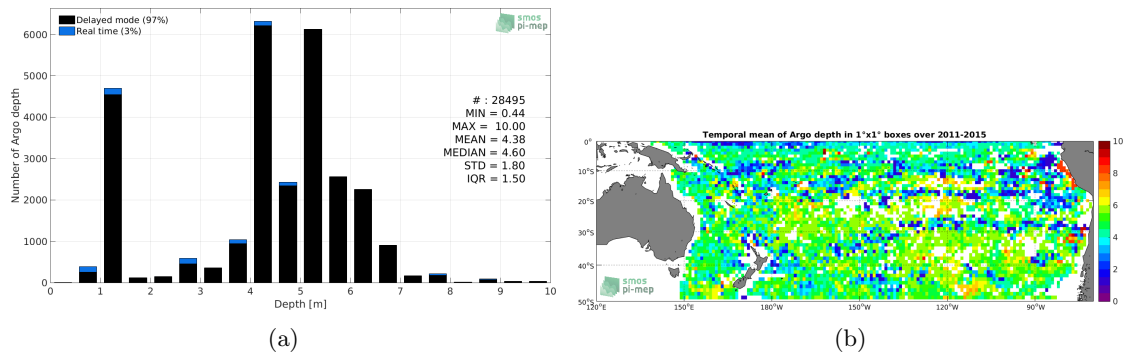 Delayed mode (97%)
Real time (3%)
smos
pi-mep
6000
5000
4000
3000
2000
1000
0
Number of Argo depth
# : 28495
MIN = 0.44
MAX = 10.00
MEAN = 4.38
MEDIAN = 4.60
STD = 1.80
IQR = 1.50
0 1 2 3 4 5 6 7 8 9 10
Depth [m]
(a)
Temporal mean of Argo depth in 1°x1° boxes over 2011-2015
0°
10°S
20°S
30°S
40°S
50°S
120°E 150°E 180°W 150°W 120°W 90°W
smos
pi-mep
10
8
6
4
2
0
(b)